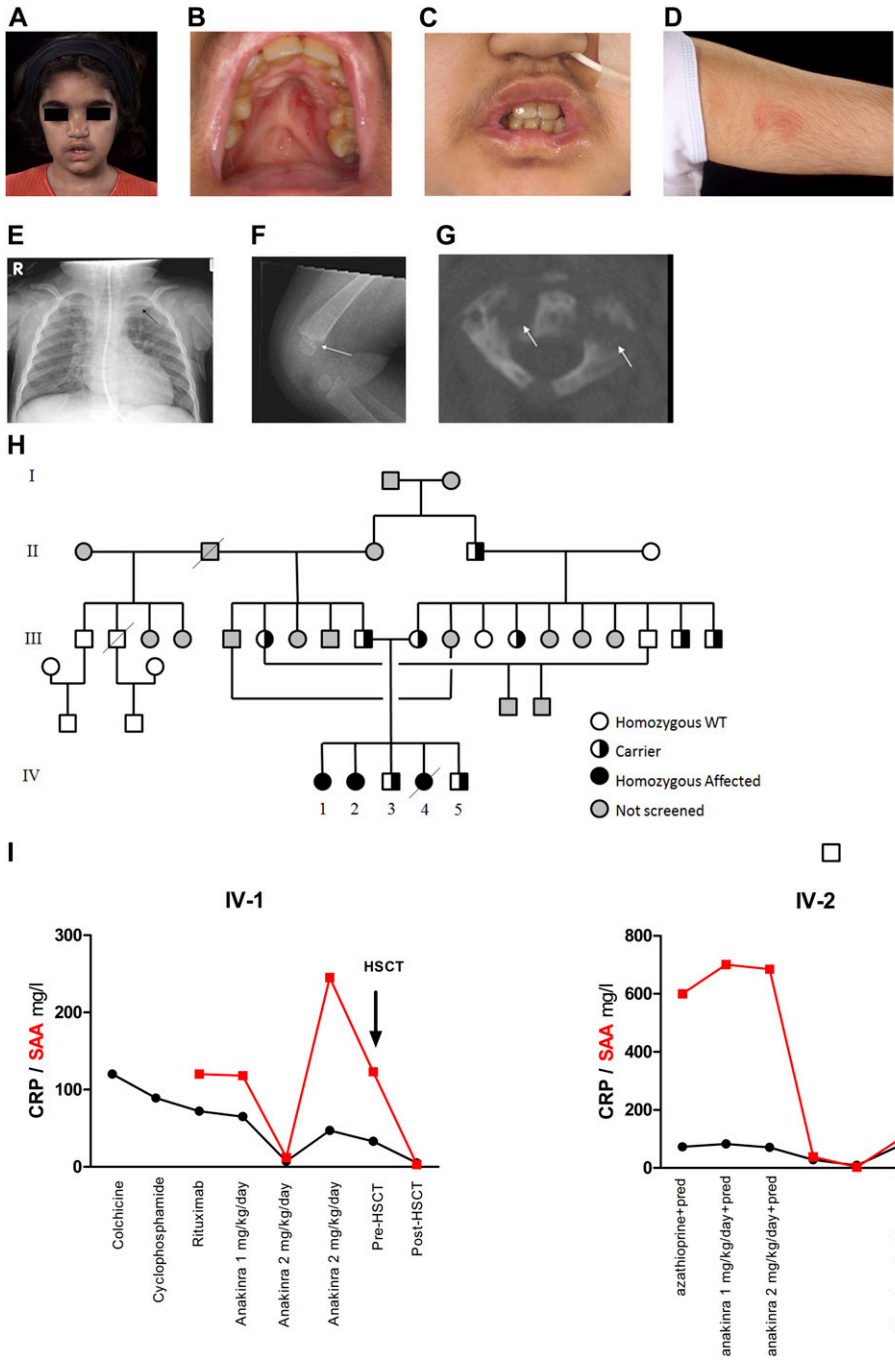 A
B
C
D
E
F
G
R
H
I
II
III
IV
1 2 3 4 5
Homozygous WT
Carrier
Homozygous Affected
Not screened
I
IV-1
CRP / SAA mg/l
300
200
100
0
HSCT
Colchicine
Cyclophosphamide
Rituximab
Anakinra 1 mg/kg/day
Anakinra 2 mg/kg/day
Anakinra 2 mg/kg/day
Pre-HSCT
Post-HSCT
IV-2
CRP / SAA mg/l
800
600
400
200
0
azathioprine+pred
anakinra 1 mg/kg/day+pred
anakinra 2 mg/kg/day+pred